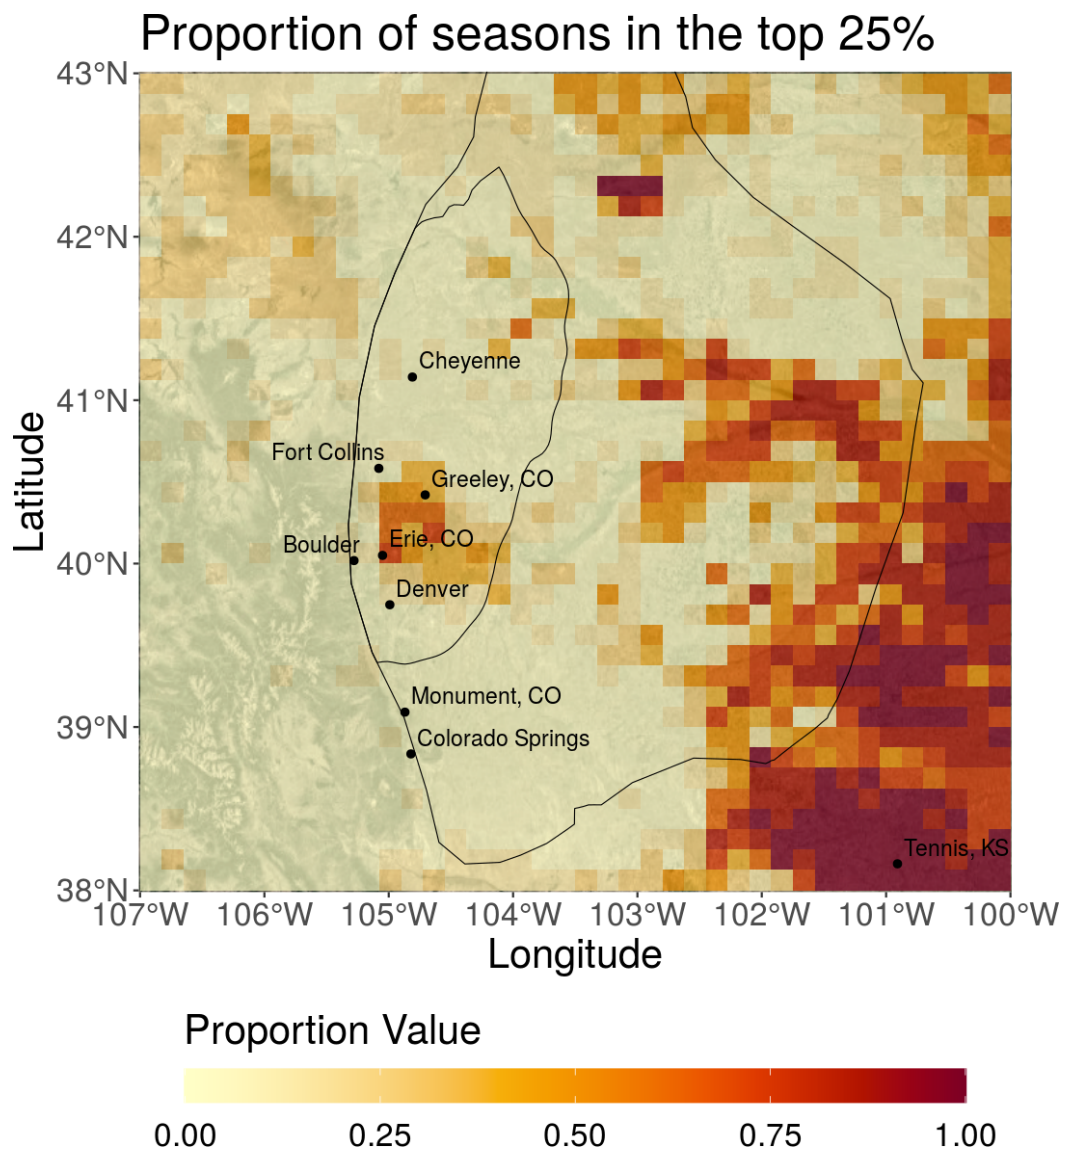 Proportion of seasons in the top 25%
43°N
42°N
41°N
40°N
39°N
38°N
Latitude
Cheyenne
Fort Collins
Greeley, CO
Boulder
Erie, CO
Denver
Monument, CO
Colorado Springs
Tennis, KS
107°W 106°W 105°W 104°W 103°W 102°W 101°W 100°W
Longitude
Proportion Value
0.00 0.25 0.50 0.75 1.00